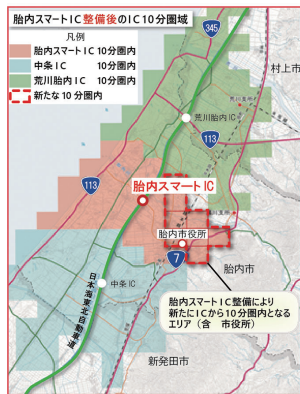 胎内スマートIC整備後のIC10分圏域
凡例
胎内スマートIC 10分圏内
中条IC 10分圏内
荒川胎内IC 10分圏内
新たな10分圏内
345
村上市
荒川胎内IC
113
113
胎内スマートIC
胎内市役所
7
胎内市
中条IC
日本海東北自動車道
胎内スマートIC整備により
新たにICから10分圏内となる
エリア（含 市役所）
新発田市